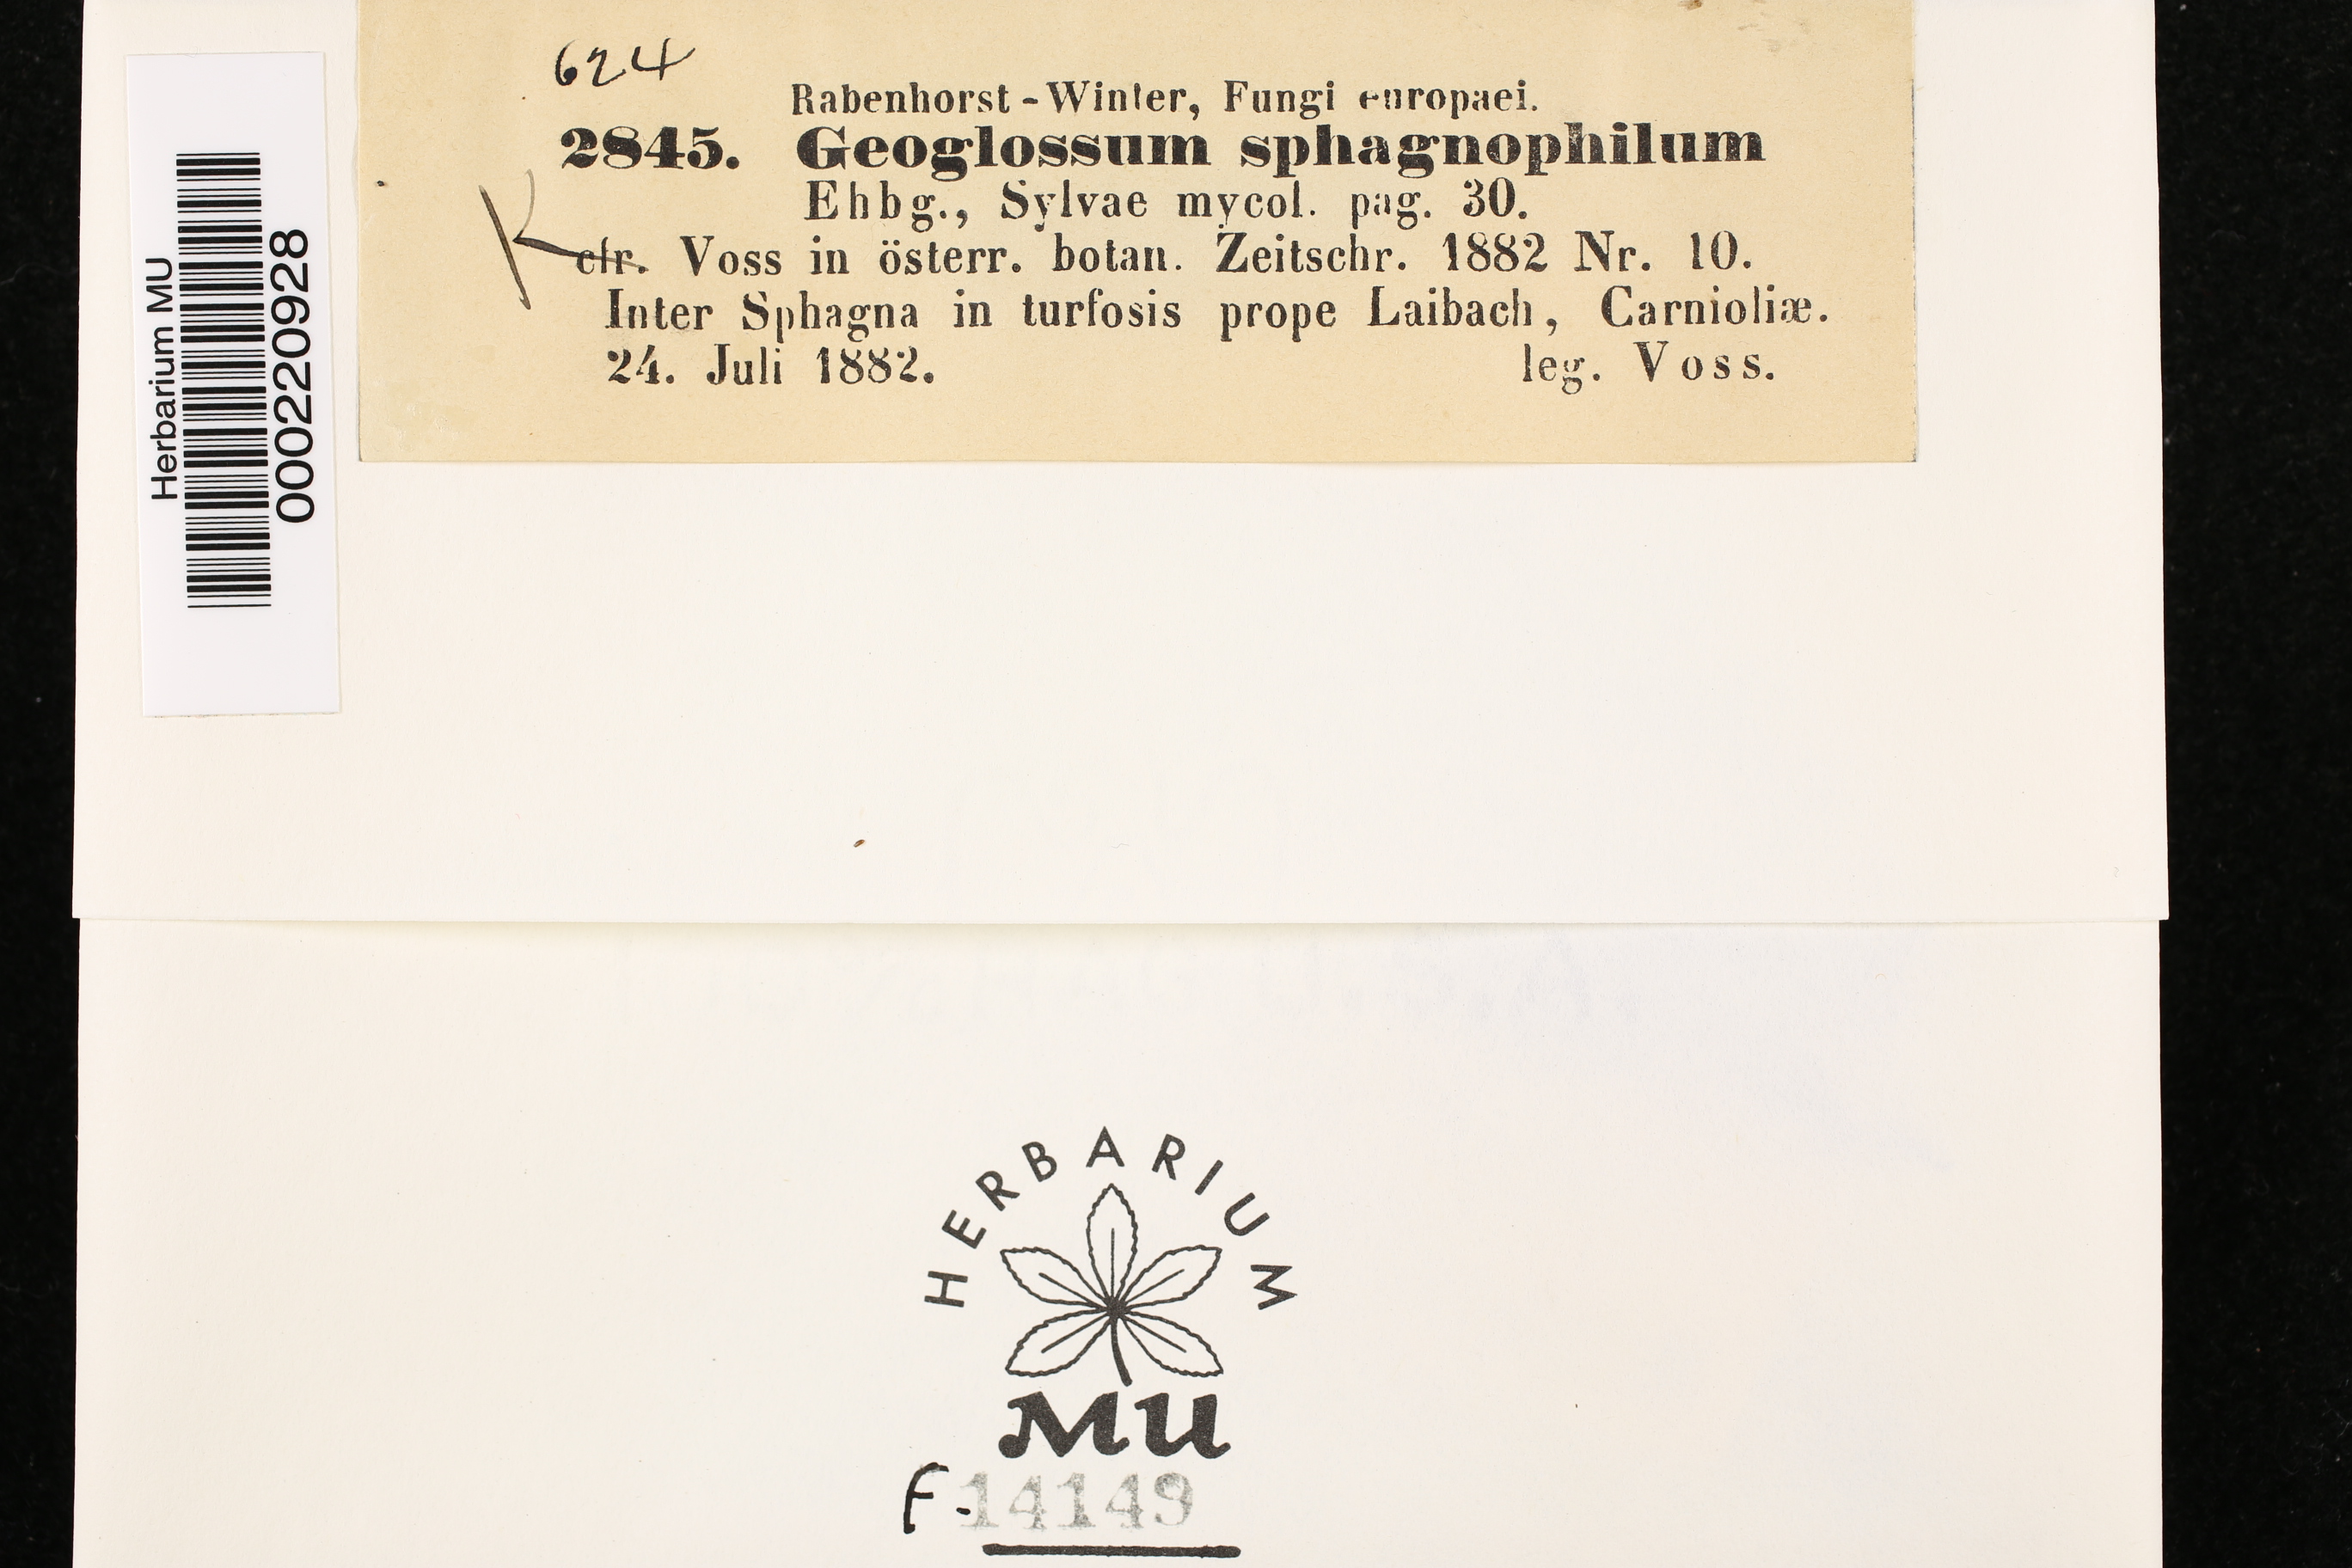 624
Rabenhorst-Winter, Fungi europaei.
2845. Geoglossum sphagnophilum
Ehbg., Sylvae mycol. pag. 30.
K cfr. Voss in österr. botan. Zeitschr. 1882 Nr. 10.
Inter Sphagna in turfosis prope Laibach, Carnioliæ.
24. Juli 1882. leg. Voss.
Herbarium MU
000220928
HERBARIUM
MU
F-14149